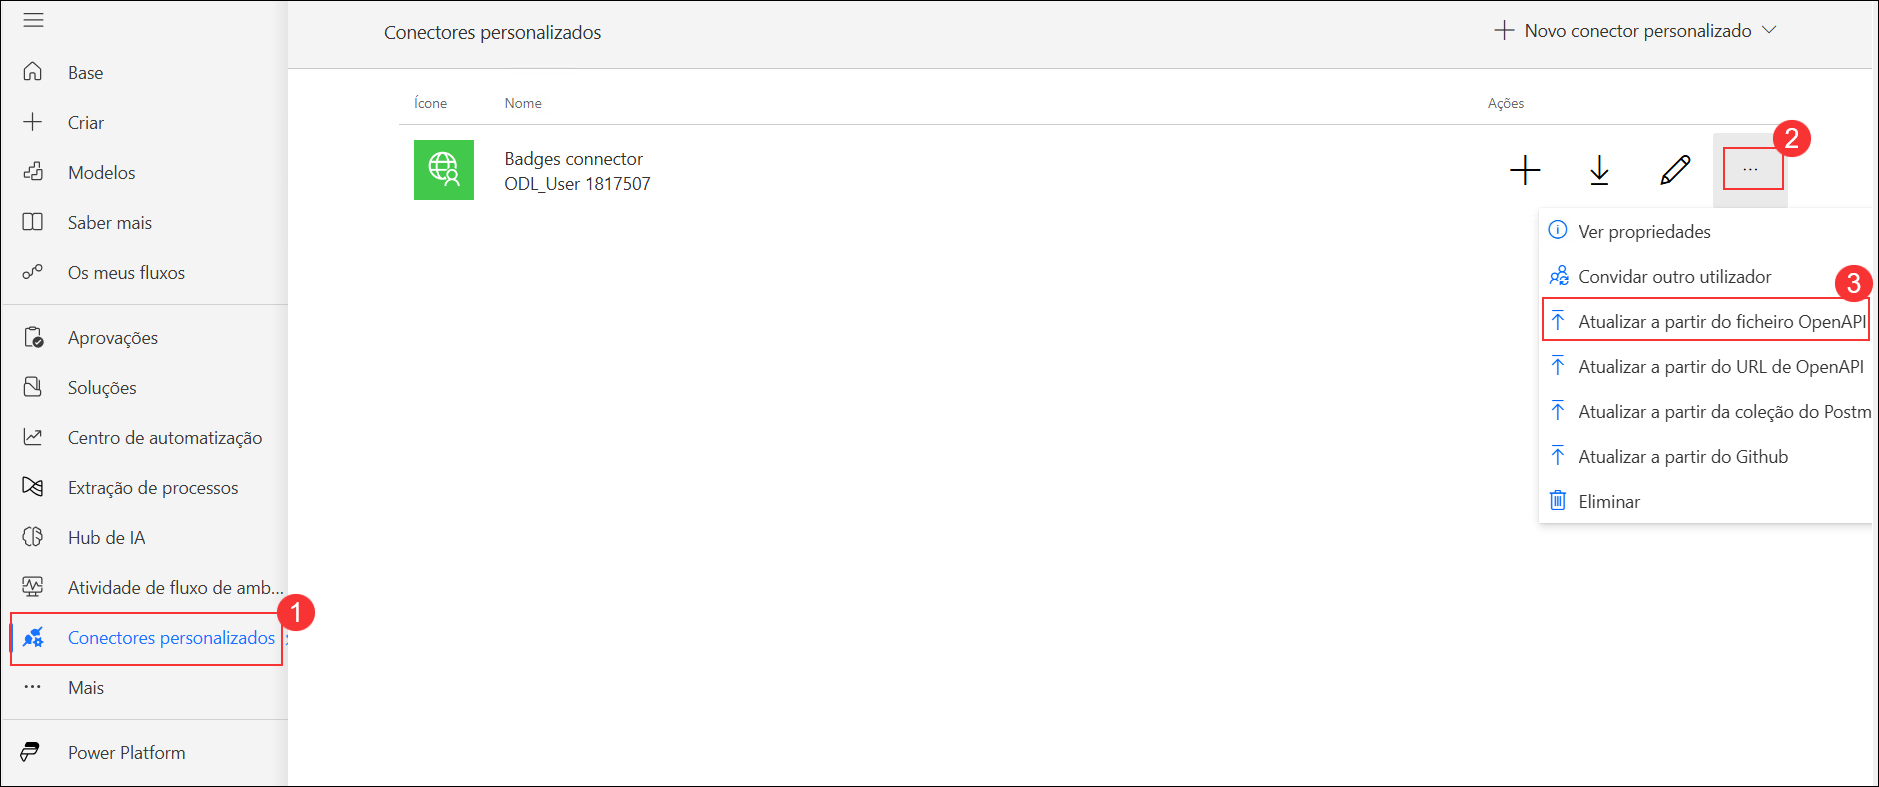 Base
Criar
Modelos
Saber mais
Os meus fluxos
Aprovações
Soluções
Centro de automatização
Extração de processos
Hub de IA
Atividade de fluxo de amb...
Conectores personalizados
1
Mais
Power Platform
Conectores personalizados
Novo conector personalizado
Ícone
Nome
Ações
Badges connector
ODL_User 1817507
2
Ver propriedades
Convidar outro utilizador
3
Atualizar a partir do ficheiro OpenAPI
Atualizar a partir do URL de OpenAPI
Atualizar a partir da coleção do Postm
Atualizar a partir do Github
Eliminar